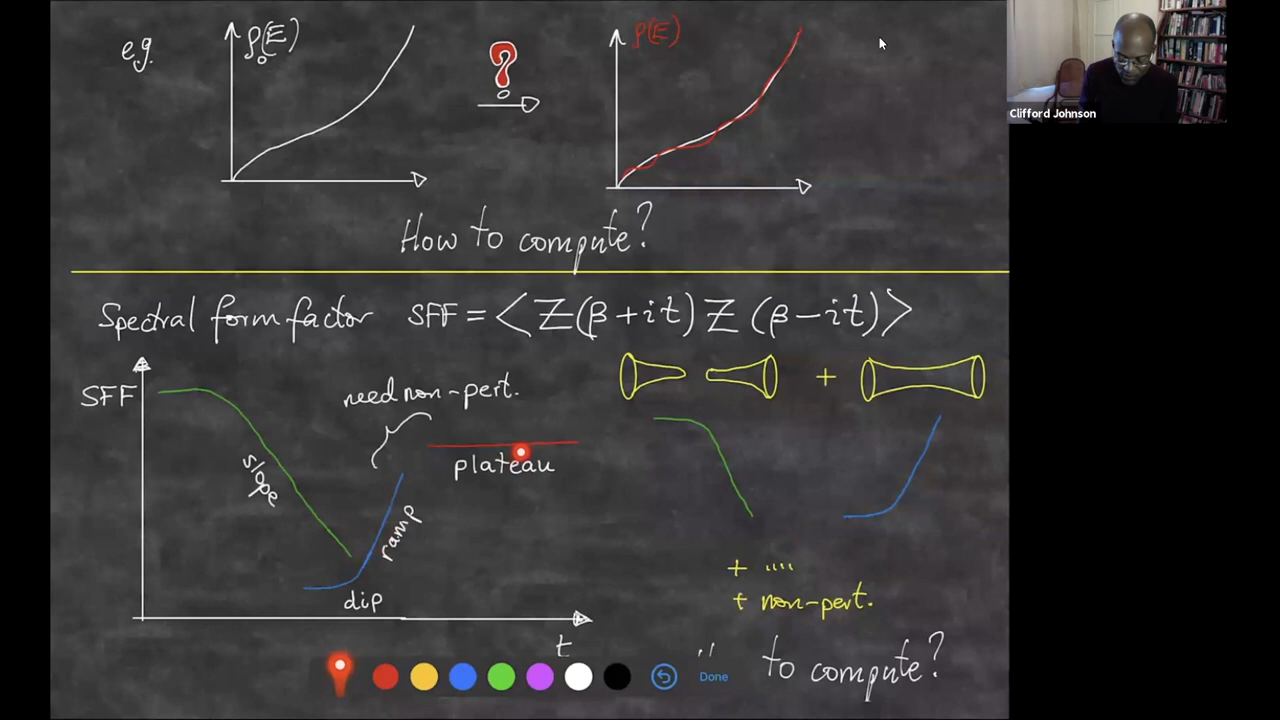 e.g.
ρ₀(E)
?
ρ(E)
Clifford Johnson
How to compute?
Spectral form factor SFF = <Z(β+it) Z(β-it)>
SFF
need non-pert.
+
slope
plateau
ramp
dip
t
+ ....
+ non-pert.
to compute?
Done